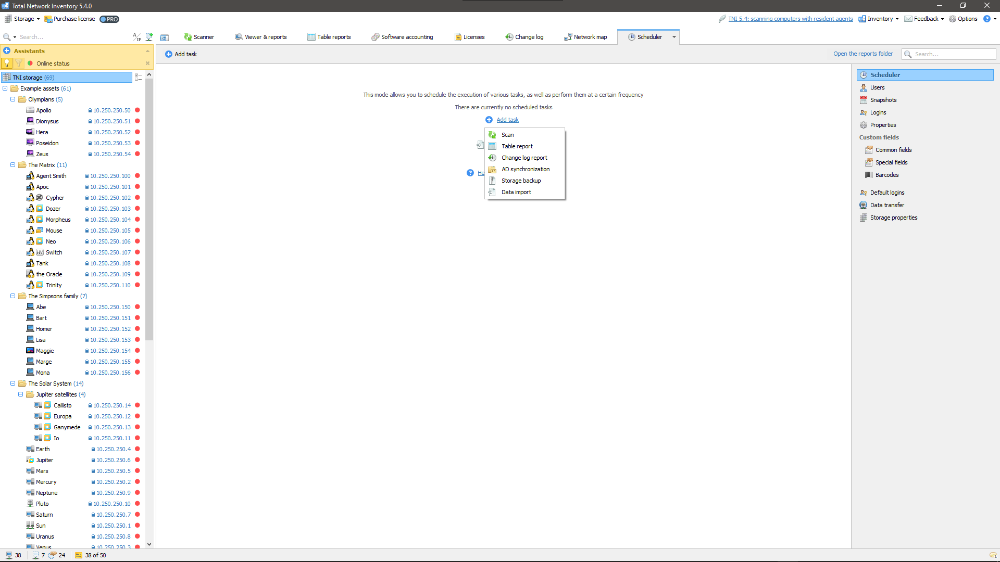 Total Network Inventory 5.4.0
Storage
Purchase license
PRO
TNI 5.4: scanning computers with resident agents
Inventory
Feedback
Options
Search...
A/IP
Scanner
Viewer & reports
Table reports
Software accounting
Licenses
Change log
Network map
Scheduler
Assistants
Online status
Add task
Open the reports folder
Search...
TNI storage (69)
Example assets (61)
Olympians (5)
Apollo 10.250.250.50
Dionysus 10.250.250.51
Hera 10.250.250.52
Poseidon 10.250.250.53
Zeus 10.250.250.54
The Matrix (11)
Agent Smith 10.250.250.100
Apoc 10.250.250.101
Cypher 10.250.250.102
Dozer 10.250.250.103
Morpheus 10.250.250.104
Mouse 10.250.250.105
Neo 10.250.250.106
HV Switch 10.250.250.107
Tank 10.250.250.108
the Oracle 10.250.250.109
Trinity 10.250.250.110
The Simpsons family (7)
Abe 10.250.250.150
Bart 10.250.250.151
Homer 10.250.250.152
Lisa 10.250.250.153
Maggie 10.250.250.154
Marge 10.250.250.155
Mona 10.250.250.156
The Solar System (14)
Jupiter satellites (4)
Callisto 10.250.250.14
Europa 10.250.250.12
Ganymede 10.250.250.13
Io 10.250.250.11
Earth 10.250.250.4
Jupiter 10.250.250.6
Mars 10.250.250.5
Mercury 10.250.250.2
Neptune 10.250.250.9
Pluto 10.250.250.10
Saturn 10.250.250.7
Sun 10.250.250.1
Uranus 10.250.250.8
Venus 10.250.250.3
This mode allows you to schedule the execution of various tasks, as well as perform them at a certain frequency
There are currently no scheduled tasks
Add task
Scan
Table report
Change log report
AD synchronization
Storage backup
Data import
He
Scheduler
Users
Snapshots
Logins
Properties
Custom fields
Common fields
Special fields
Barcodes
Default logins
Data transfer
Storage properties
38
7
24
38 of 50